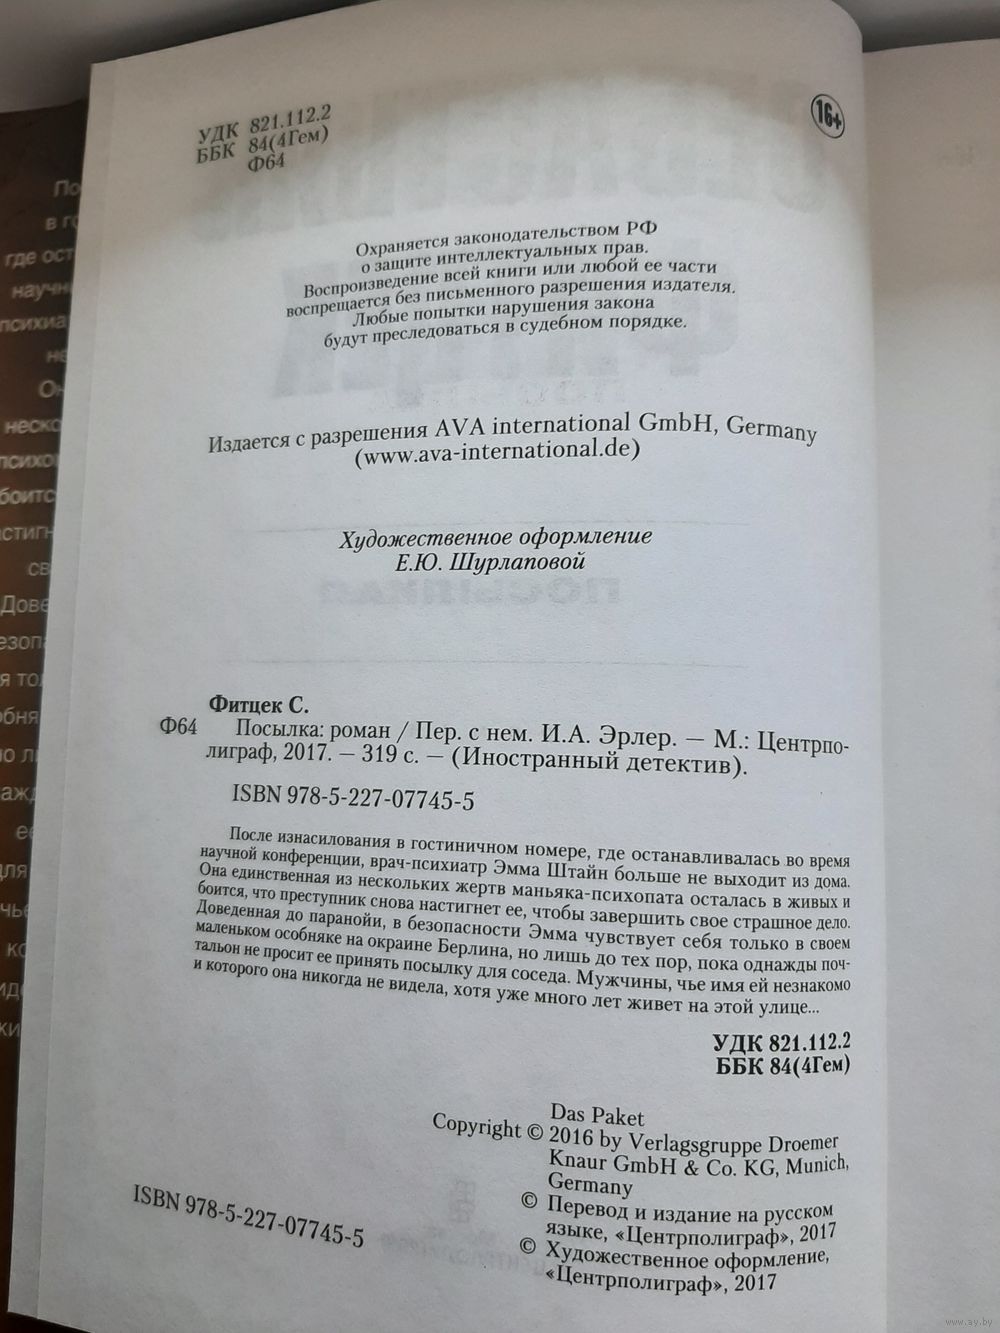 УДК 821.112.2
ББК 84(4Гем)
Ф64
16+
Охраняется законодательством РФ
о защите интеллектуальных прав.
Воспроизведение всей книги или любой ее части
воспрещается без письменного разрешения издателя.
Любые попытки нарушения закона
будут преследоваться в судебном порядке.
Издается с разрешения AVA international GmbH, Germany
(www.ava-international.de)
Художественное оформление
Е.Ю. Шурлаповой
Фитцек С.
Ф64 Посылка: роман / Пер. с нем. И.А. Эрлер. — М.: Центрпо-
лиграф, 2017. — 319 с. — (Иностранный детектив).
ISBN 978-5-227-07745-5
После изнасилования в гостиничном номере, где останавливалась во время
научной конференции, врач-психиатр Эмма Штайн больше не выходит из дома.
Она единственная из нескольких жертв маньяка-психопата осталась в живых и
боится, что преступник снова настигнет ее, чтобы завершить свое страшное дело.
Доведенная до паранойи, в безопасности Эмма чувствует себя только в своем
маленьком особняке на окраине Берлина, но лишь до тех пор, пока однажды поч-
тальон не просит ее принять посылку для соседа. Мужчины, чье имя ей незнакомо
и которого она никогда не видела, хотя уже много лет живет на этой улице...
УДК 821.112.2
ББК 84(4Гем)
Das Paket
Copyright © 2016 by Verlagsgruppe Droemer
Knaur GmbH & Co. KG, Munich,
Germany
© Перевод и издание на русском
языке, «Центрполиграф», 2017
© Художественное оформление,
«Центрполиграф», 2017
ISBN 978-5-227-07745-5
www.ay.by